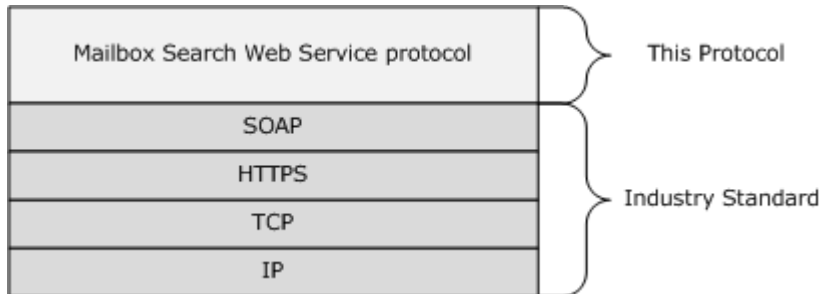 Mailbox Search Web Service protocol
This Protocol
SOAP
HTTPS
TCP
IP
Industry Standard